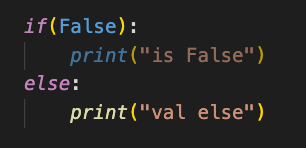 if(False):
    print("is False")
else:
    print("val else")